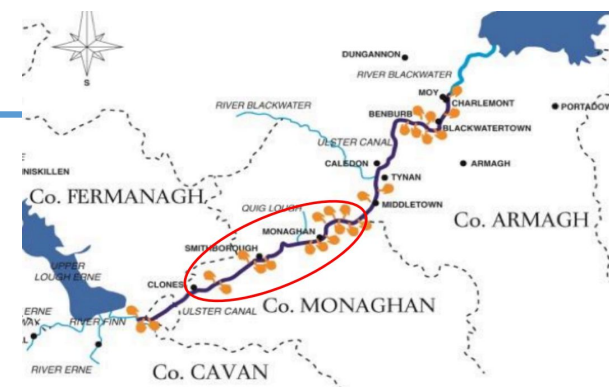 S
DUNGANNON
RIVER BLACKWATER
MOY
CHARLEMONT
PORTADOW
RIVER BLACKWATER
BENBURB
BLACKWATERTOWN
ULSTER CANAL
CALEDON
ARMAGH
TYNAN
NISKILLEN
Co. FERMANAGH
MIDDLETOWN
QUIG LOUGH
Co. ARMAGH
MONAGHAN
SMITHBOROUGH
UPPER
LOUGH ERNE
CLONES
Co. MONAGHAN
ULSTER CANAL
ERNE
RIVER FINN
WAY
L
RIVER ERNE
Co. CAVAN